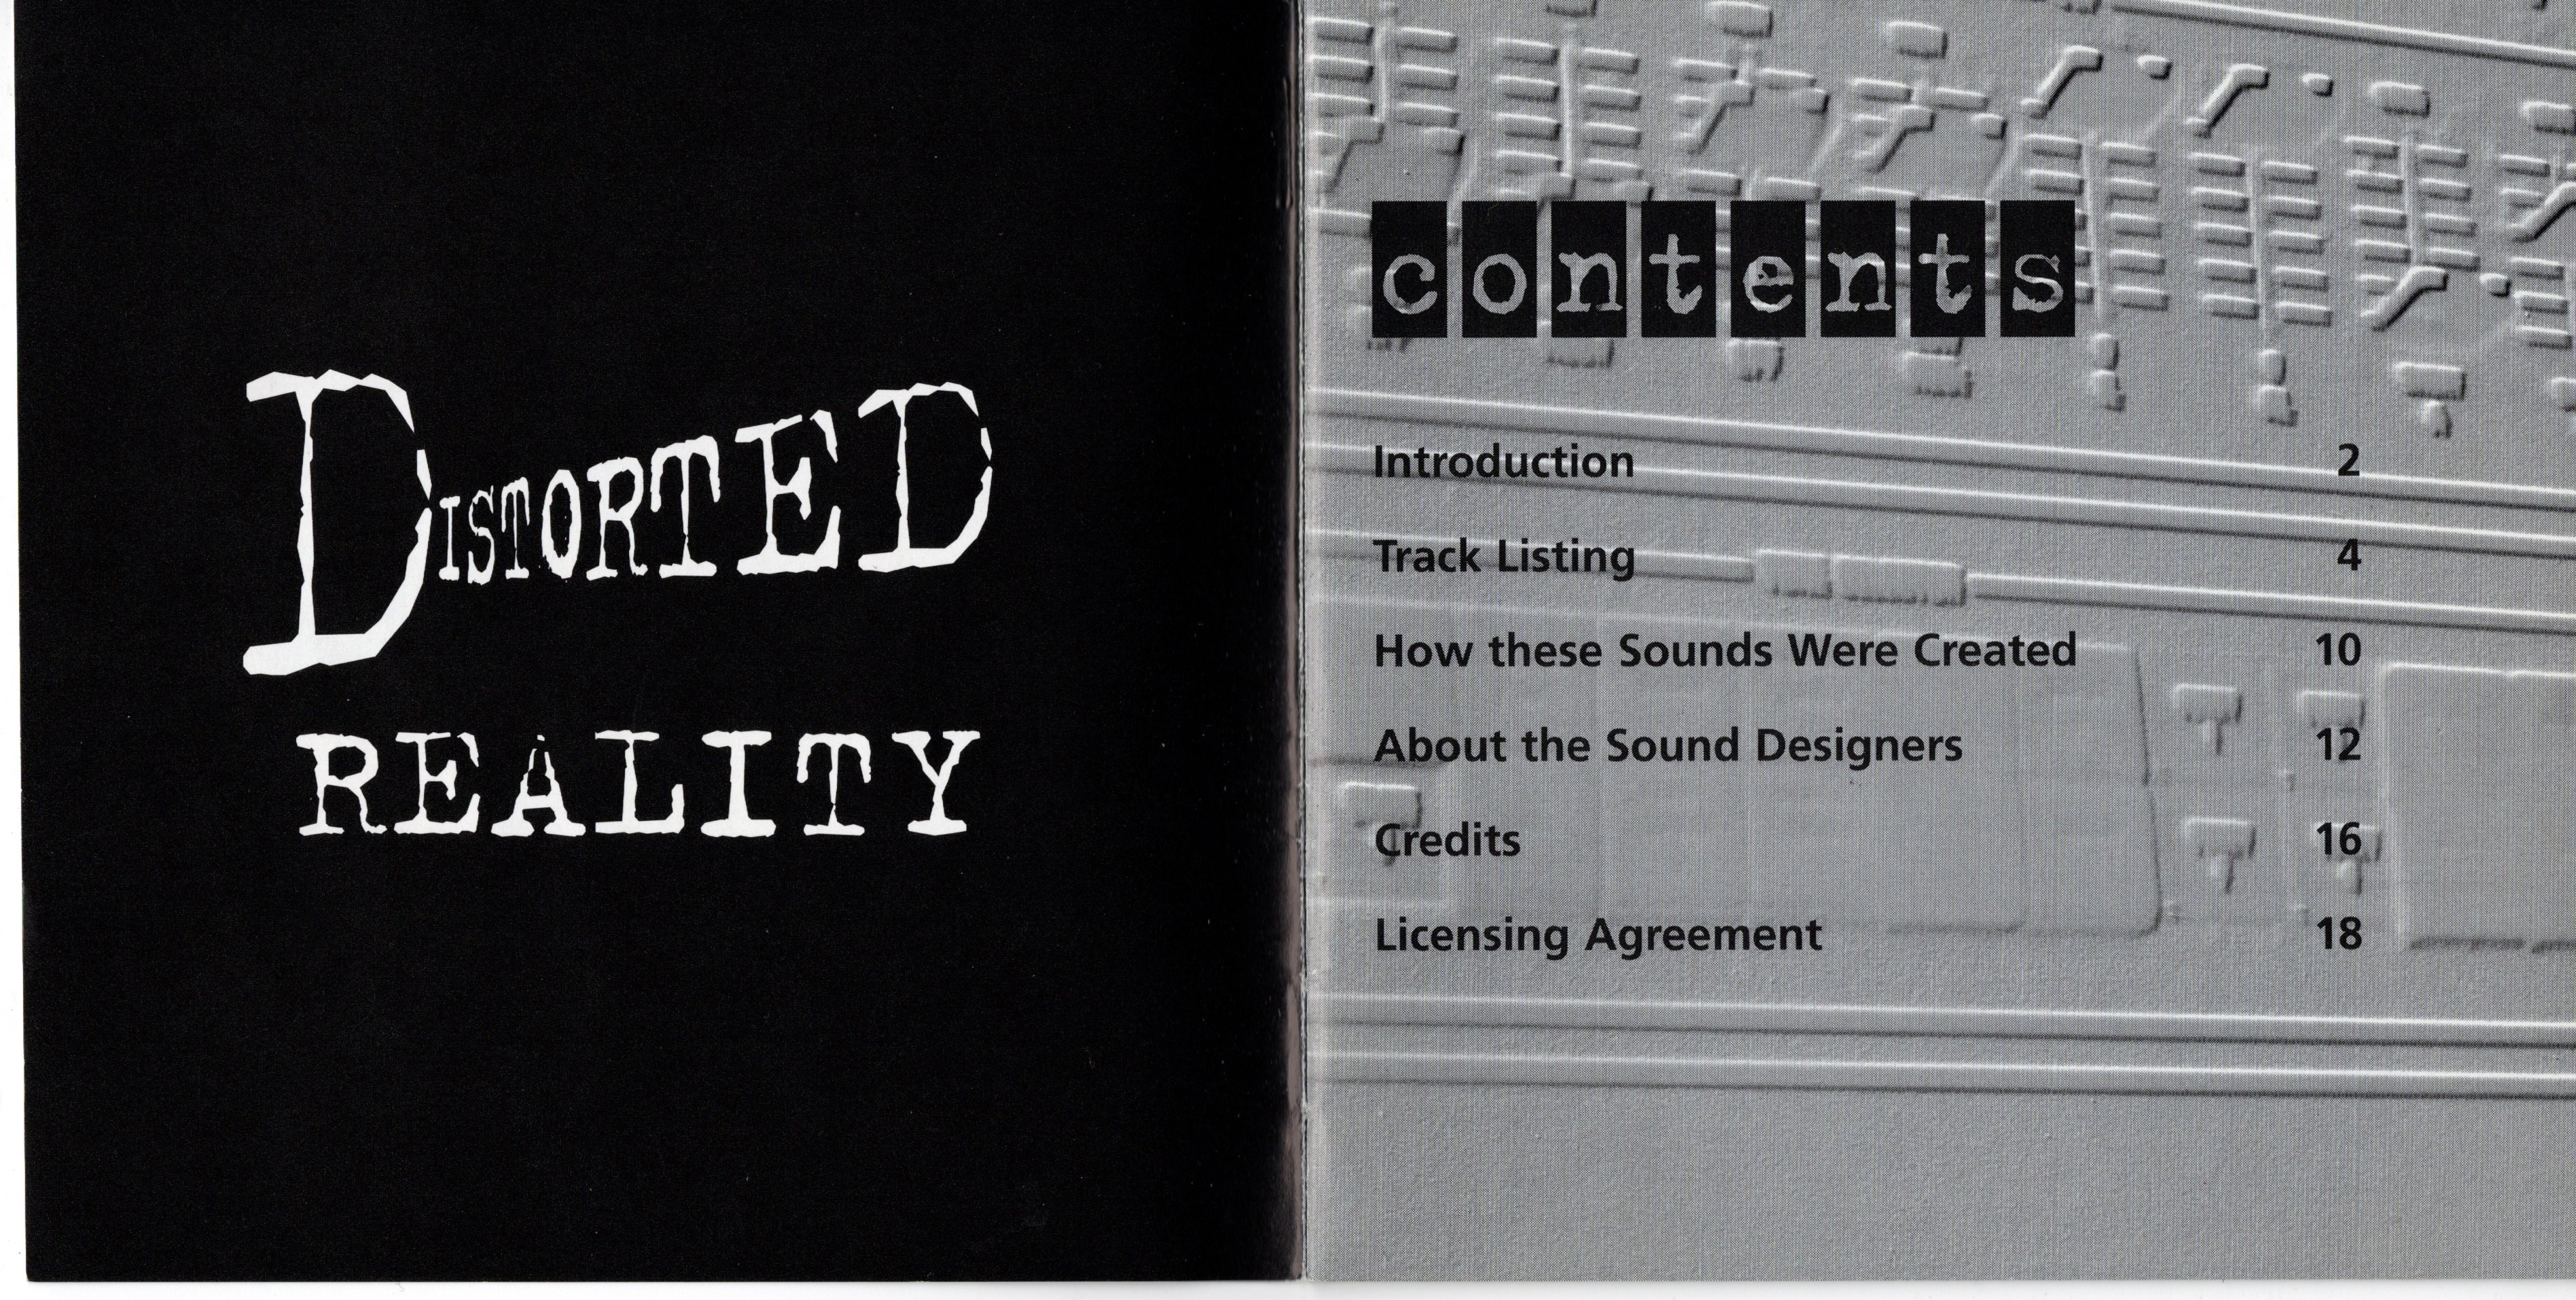 DISTORTED
REALITY
contents
Introduction 2
Track Listing 4
How these Sounds Were Created 10
About the Sound Designers 12
Credits 16
Licensing Agreement 18